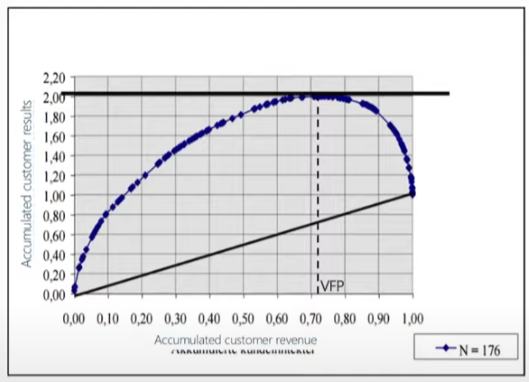 2,20
2,00
1,80
1,60
1,40
1,20
1,00
0,80
0,60
0,40
0,20
0,00
Accumulated customer results
VFP
0,00 0,10 0,20 0,30 0,40 0,50 0,60 0,70 0,80 0,90 1,00
Accumulated customer revenue
N = 176